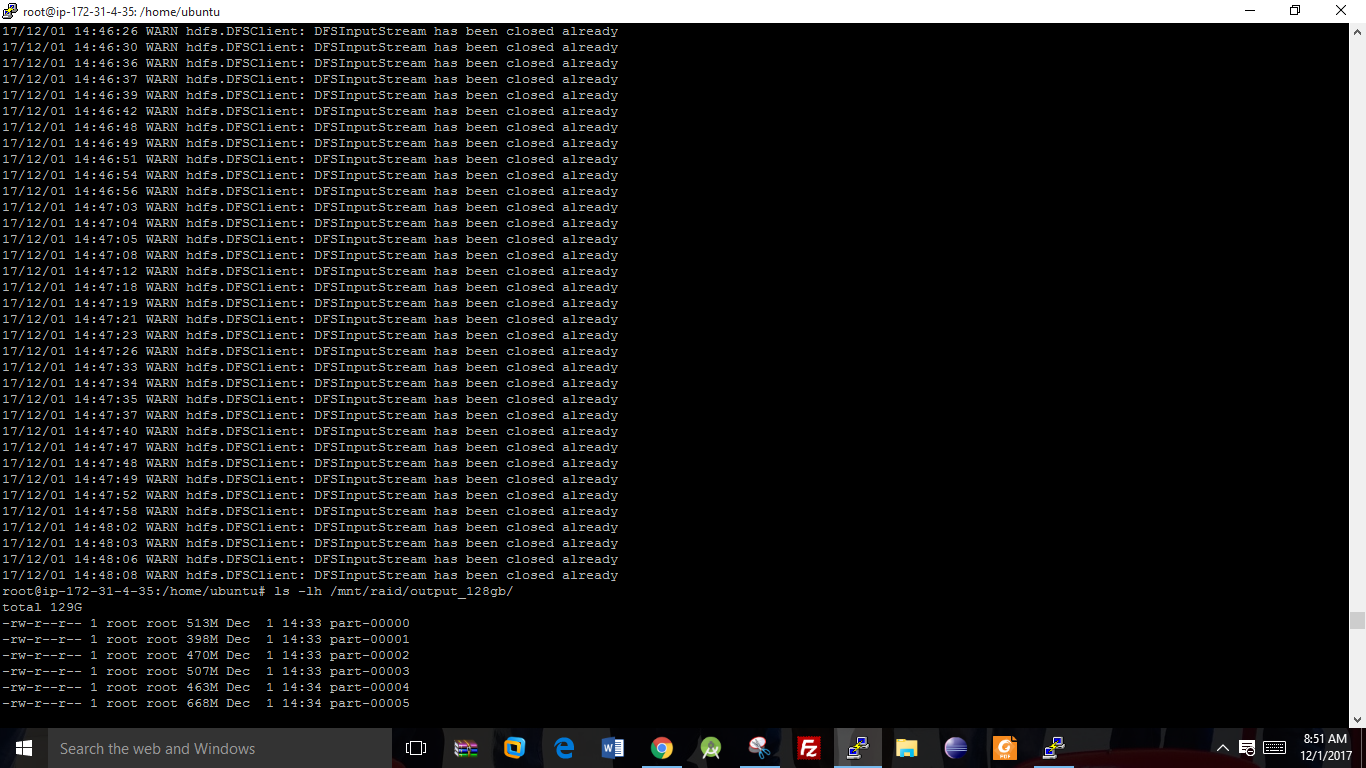 root@ip-172-31-4-35: /home/ubuntu
17/12/01 14:46:26 WARN hdfs.DFSClient: DFSInputStream has been closed already
17/12/01 14:46:30 WARN hdfs.DFSClient: DFSInputStream has been closed already
17/12/01 14:46:36 WARN hdfs.DFSClient: DFSInputStream has been closed already
17/12/01 14:46:37 WARN hdfs.DFSClient: DFSInputStream has been closed already
17/12/01 14:46:39 WARN hdfs.DFSClient: DFSInputStream has been closed already
17/12/01 14:46:42 WARN hdfs.DFSClient: DFSInputStream has been closed already
17/12/01 14:46:48 WARN hdfs.DFSClient: DFSInputStream has been closed already
17/12/01 14:46:49 WARN hdfs.DFSClient: DFSInputStream has been closed already
17/12/01 14:46:51 WARN hdfs.DFSClient: DFSInputStream has been closed already
17/12/01 14:46:54 WARN hdfs.DFSClient: DFSInputStream has been closed already
17/12/01 14:46:56 WARN hdfs.DFSClient: DFSInputStream has been closed already
17/12/01 14:47:03 WARN hdfs.DFSClient: DFSInputStream has been closed already
17/12/01 14:47:04 WARN hdfs.DFSClient: DFSInputStream has been closed already
17/12/01 14:47:05 WARN hdfs.DFSClient: DFSInputStream has been closed already
17/12/01 14:47:08 WARN hdfs.DFSClient: DFSInputStream has been closed already
17/12/01 14:47:12 WARN hdfs.DFSClient: DFSInputStream has been closed already
17/12/01 14:47:18 WARN hdfs.DFSClient: DFSInputStream has been closed already
17/12/01 14:47:19 WARN hdfs.DFSClient: DFSInputStream has been closed already
17/12/01 14:47:21 WARN hdfs.DFSClient: DFSInputStream has been closed already
17/12/01 14:47:23 WARN hdfs.DFSClient: DFSInputStream has been closed already
17/12/01 14:47:26 WARN hdfs.DFSClient: DFSInputStream has been closed already
17/12/01 14:47:33 WARN hdfs.DFSClient: DFSInputStream has been closed already
17/12/01 14:47:34 WARN hdfs.DFSClient: DFSInputStream has been closed already
17/12/01 14:47:35 WARN hdfs.DFSClient: DFSInputStream has been closed already
17/12/01 14:47:37 WARN hdfs.DFSClient: DFSInputStream has been closed already
17/12/01 14:47:40 WARN hdfs.DFSClient: DFSInputStream has been closed already
17/12/01 14:47:47 WARN hdfs.DFSClient: DFSInputStream has been closed already
17/12/01 14:47:48 WARN hdfs.DFSClient: DFSInputStream has been closed already
17/12/01 14:47:49 WARN hdfs.DFSClient: DFSInputStream has been closed already
17/12/01 14:47:52 WARN hdfs.DFSClient: DFSInputStream has been closed already
17/12/01 14:47:58 WARN hdfs.DFSClient: DFSInputStream has been closed already
17/12/01 14:48:02 WARN hdfs.DFSClient: DFSInputStream has been closed already
17/12/01 14:48:03 WARN hdfs.DFSClient: DFSInputStream has been closed already
17/12/01 14:48:06 WARN hdfs.DFSClient: DFSInputStream has been closed already
17/12/01 14:48:08 WARN hdfs.DFSClient: DFSInputStream has been closed already
root@ip-172-31-4-35:/home/ubuntu# ls -lh /mnt/raid/output_128gb/
total 129G
-rw-r--r-- 1 root root 513M Dec  1 14:33 part-00000
-rw-r--r-- 1 root root 398M Dec  1 14:33 part-00001
-rw-r--r-- 1 root root 470M Dec  1 14:33 part-00002
-rw-r--r-- 1 root root 507M Dec  1 14:33 part-00003
-rw-r--r-- 1 root root 463M Dec  1 14:34 part-00004
-rw-r--r-- 1 root root 668M Dec  1 14:34 part-00005
Search the web and Windows
8:51 AM
12/1/2017